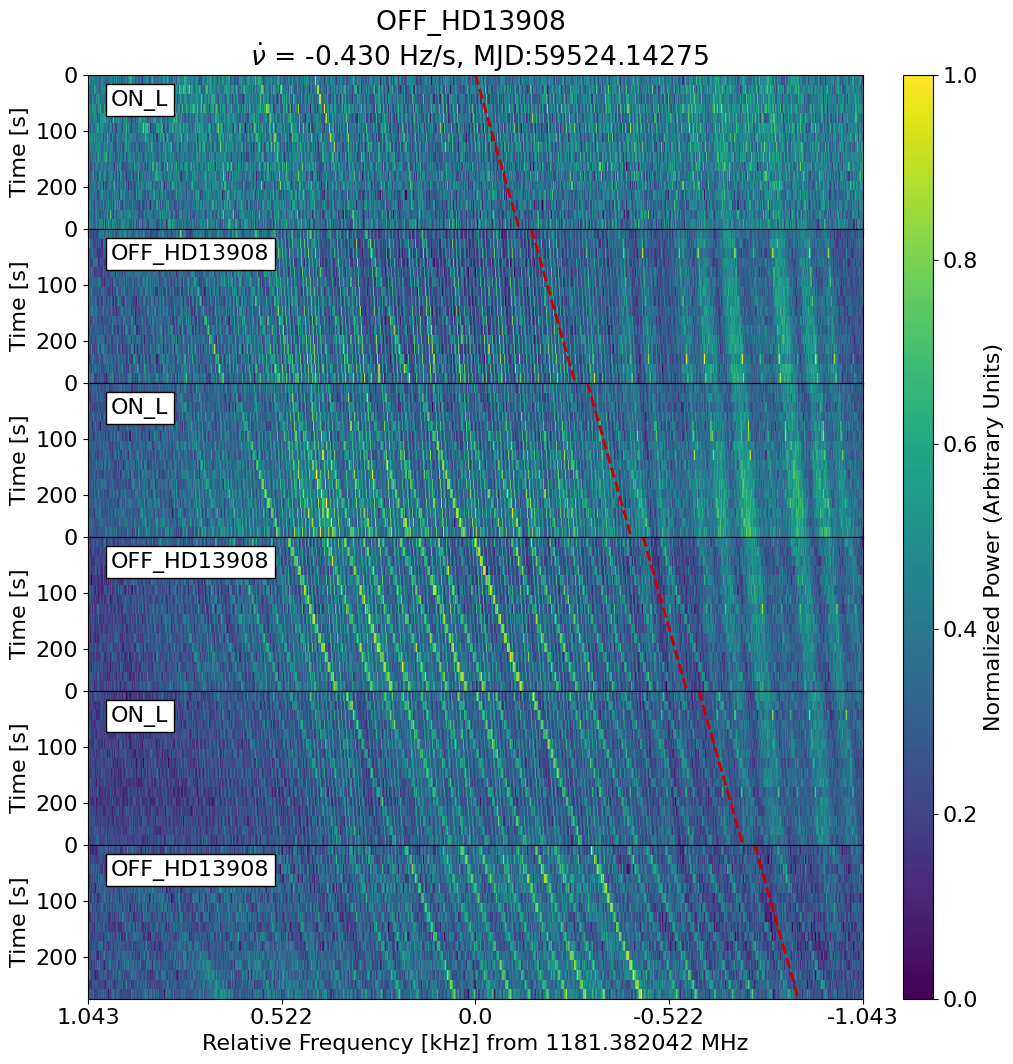 OFF_HD13908
ν̇ = -0.430 Hz/s, MJD:59524.14275
0
100
200
Time [s]
ON_L
0
100
200
Time [s]
OFF_HD13908
0
100
200
Time [s]
ON_L
0
100
200
Time [s]
OFF_HD13908
0
100
200
Time [s]
ON_L
0
100
200
Time [s]
OFF_HD13908
1.043 0.522 0.0 -0.522 -1.043
Relative Frequency [kHz] from 1181.382042 MHz
1.0
0.8
0.6
0.4
0.2
0.0
Normalized Power (Arbitrary Units)